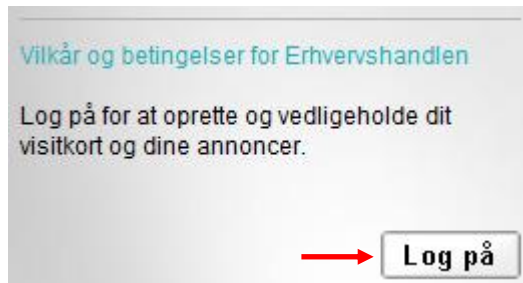 Vilkår og betingelser for Erhvervshandlen
Log på for at oprette og vedligeholde dit
visitkort og dine annoncer.
Log på